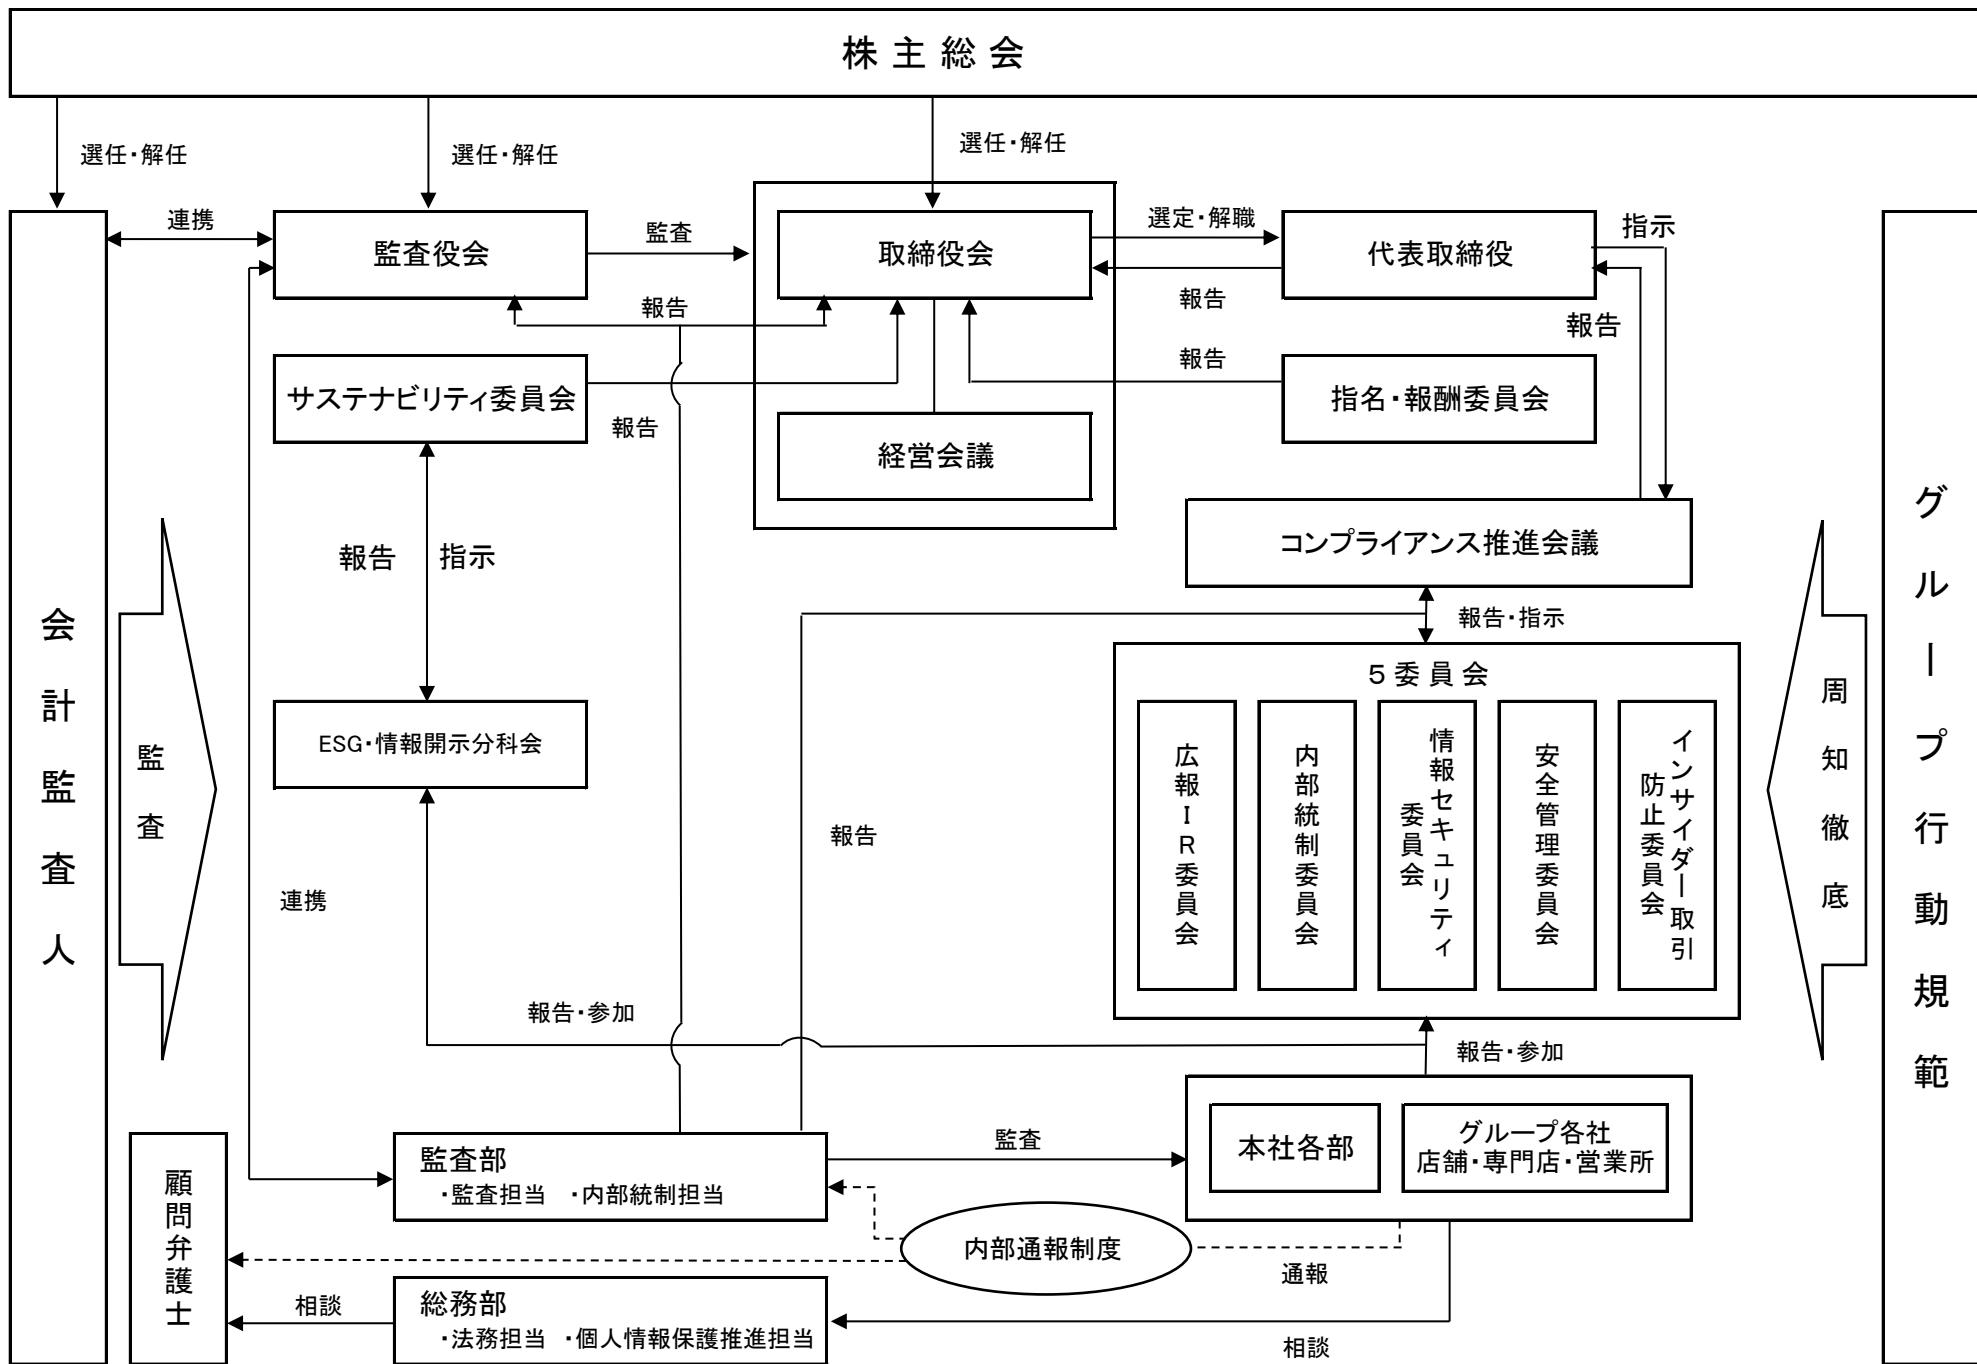 株主総会
選任・解任
選任・解任
選任・解任
連携
監査役会
監査
取締役会
選定・解職
報告
代表取締役
指示
報告
報告
サステナビリティ委員会
報告
経営会議
報告
指名・報酬委員会
コンプライアンス推進会議
報告
指示
報告・指示
5委員会
広報IR委員会
内部統制委員会
情報セキュリティ
委員会
安全管理委員会
インサイダー取引
防止委員会
ESG・情報開示分科会
会計監査人
監査
グループ行動規範
周知徹底
報告
連携
報告・参加
報告・参加
監査部
・監査担当 ・内部統制担当
監査
本社各部
グループ各社
店舗・専門店・営業所
顧問弁護士
内部通報制度
通報
総務部
・法務担当 ・個人情報保護推進担当
相談
相談